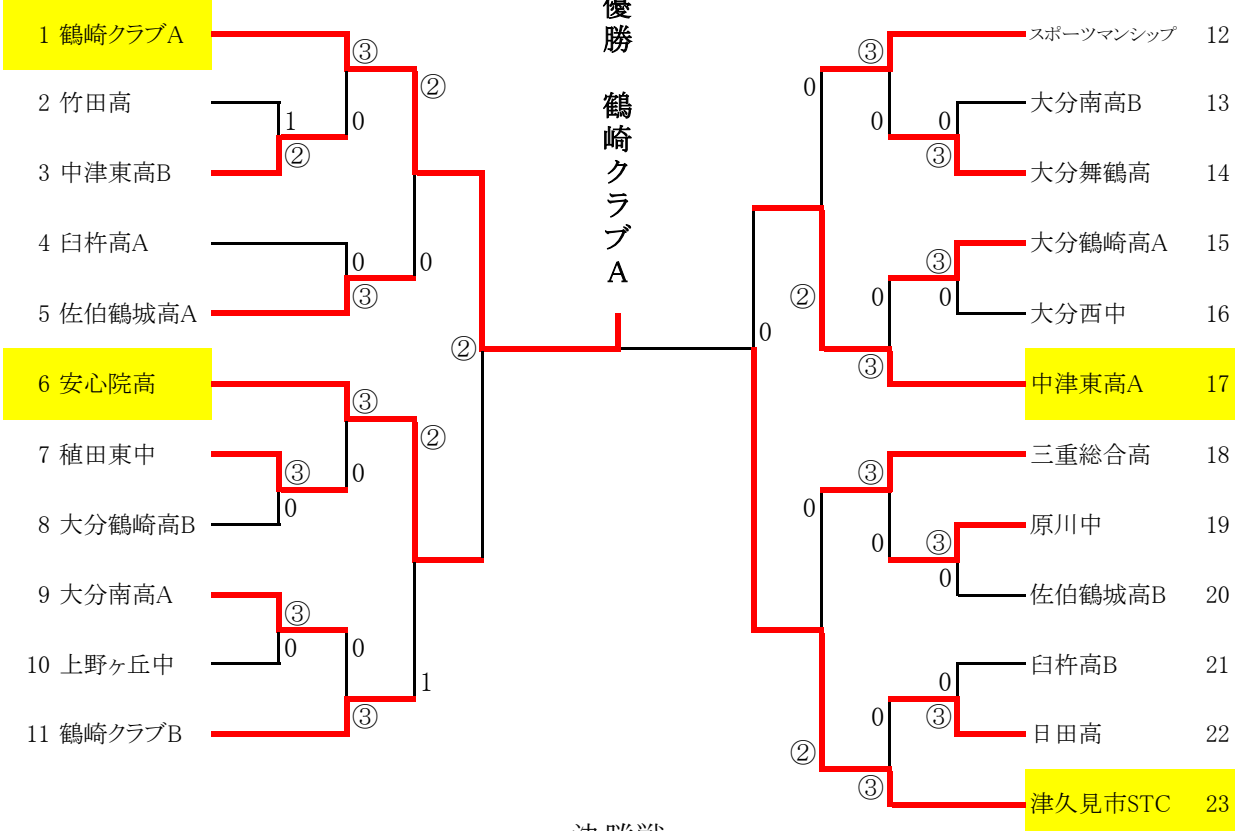 優勝 鶴崎クラブA
1 鶴崎クラブA
2 竹田高
3 中津東高B
4 臼杵高A
5 佐伯鶴城高A
6 安心院高
7 稙田東中
8 大分鶴崎高B
9 大分南高A
10 上野ヶ丘中
11 鶴崎クラブB
③
②
1
0
②
0
0
③
②
③
②
③
0
0
③
0
0
1
③
スポーツマンシップ 12
大分南高B 13
大分舞鶴高 14
大分鶴崎高A 15
大分西中 16
中津東高A 17
三重総合高 18
原川中 19
佐伯鶴城高B 20
臼杵高B 21
日田高 22
津久見市STC 23
③
0
0
0
③
③
②
0
0
0
③
③
0
0
③
0
0
0
③
②
③
決勝戦